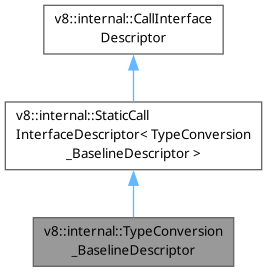 v8::internal::CallInterface
Descriptor
v8::internal::StaticCall
InterfaceDescriptor< TypeConversion
_BaselineDescriptor >
v8::internal::TypeConversion
_BaselineDescriptor